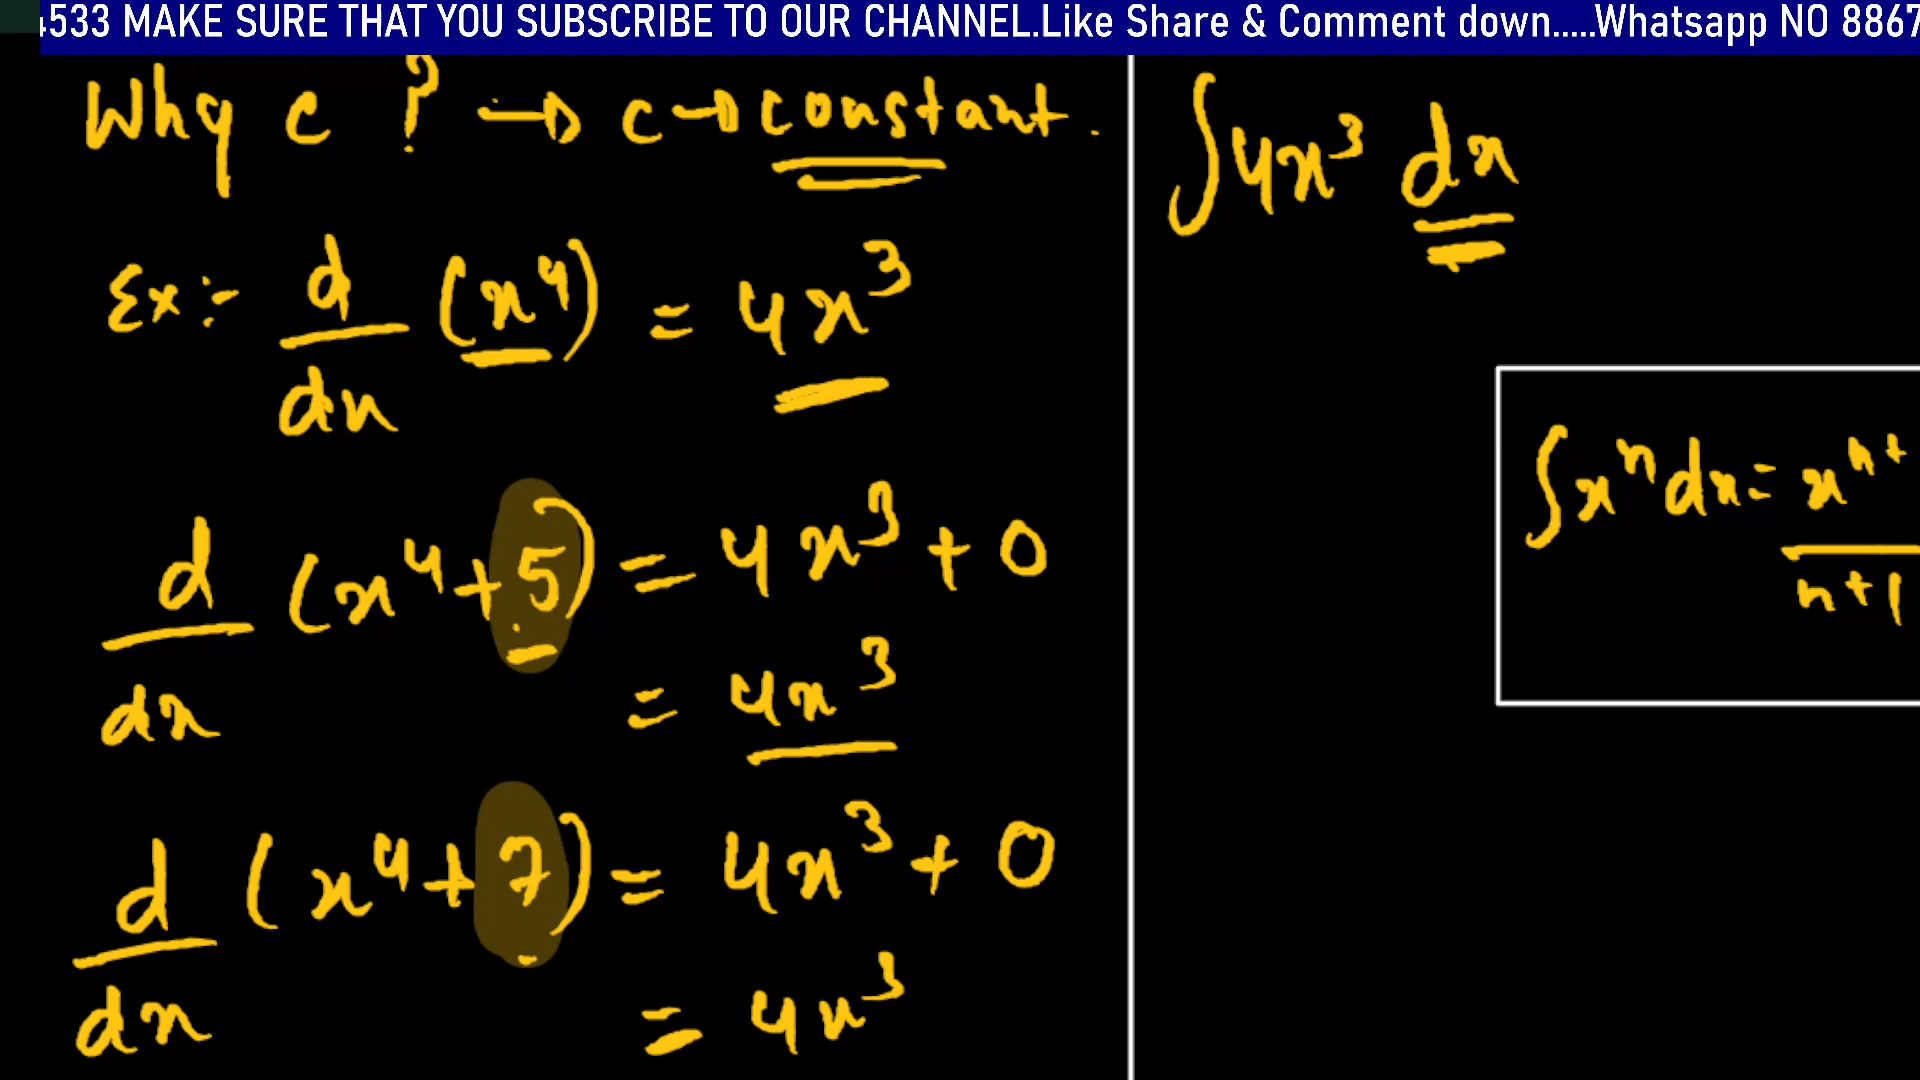 4533 MAKE SURE THAT YOU SUBSCRIBE TO OUR CHANNEL.Like Share & Comment down.....Whatsapp NO 8867
Why c ? → c → constant.
Ex:- d/dx (x⁴) = 4x³
d/dx (x⁴+5) = 4x³ + 0
= 4x³
d/dx (x⁴+7) = 4x³ + 0
= 4x³
∫4x³ dx
∫xⁿdx = xⁿ⁺/n+1